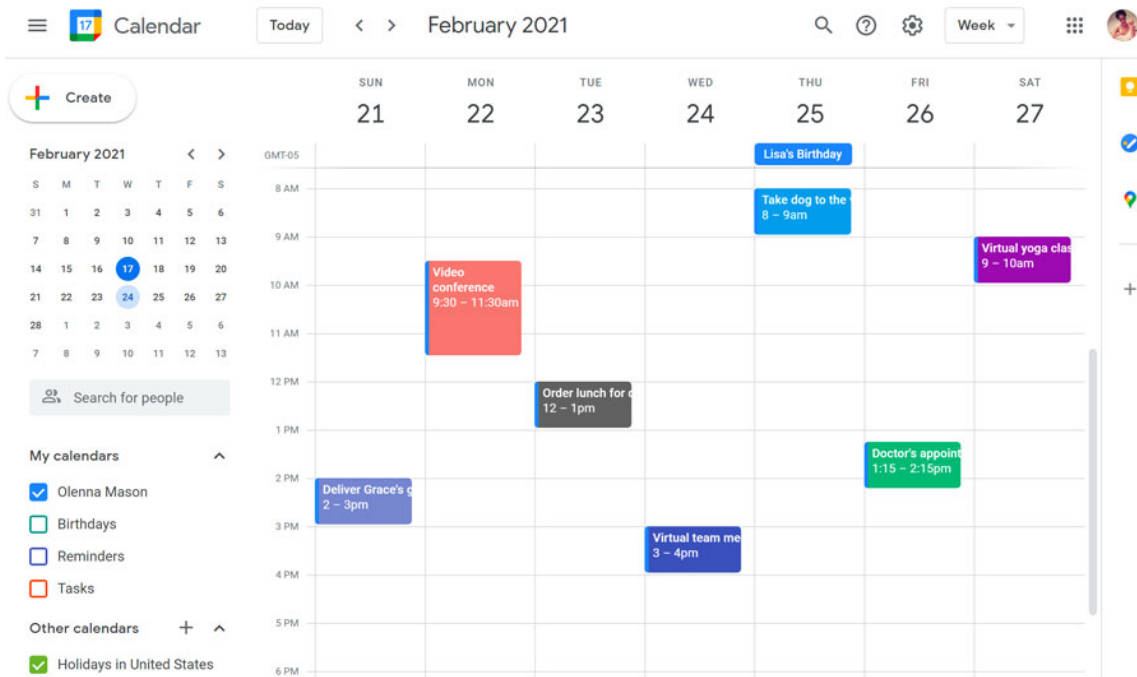 17 Calendar Today February 2021 Week
Create
February 2021
S M T W T F S
31 1 2 3 4 5 6
7 8 9 10 11 12 13
14 15 16 17 18 19 20
21 22 23 24 25 26 27
28 1 2 3 4 5 6
7 8 9 10 11 12 13
Search for people
My calendars
Olenna Mason
Birthdays
Reminders
Tasks
Other calendars
Holidays in United States
SUN MON TUE WED THU FRI SAT
21 22 23 24 25 26 27
GMT-05
Lisa's Birthday
8 AM
9 AM
10 AM
11 AM
12 PM
1 PM
2 PM
3 PM
4 PM
5 PM
6 PM
Deliver Grace's g
2 – 3pm
Video
conference
9:30 – 11:30am
Order lunch for
12 – 1pm
Virtual team me
3 – 4pm
Take dog to the
8 – 9am
Doctor's appoint
1:15 – 2:15pm
Virtual yoga clas
9 – 10am